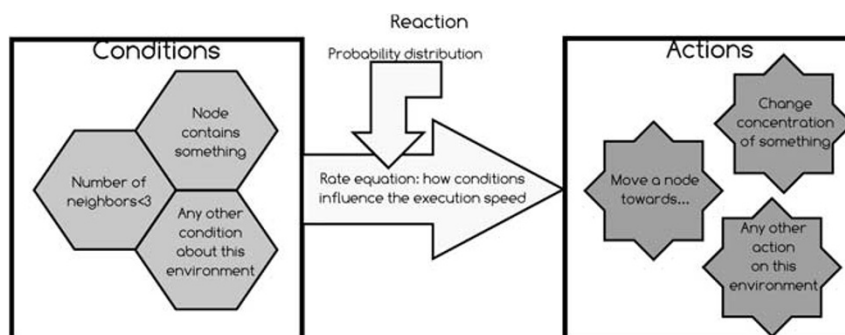 Reaction
Conditions
Probability distribution
Actions
Node
contains
something
Number of
neighbors<3
Any other
condition
about this
environment
Rate equation: how conditions
influence the execution speed
Change
concentration
of something
Move a node
towards...
Any other
action
on this
environment